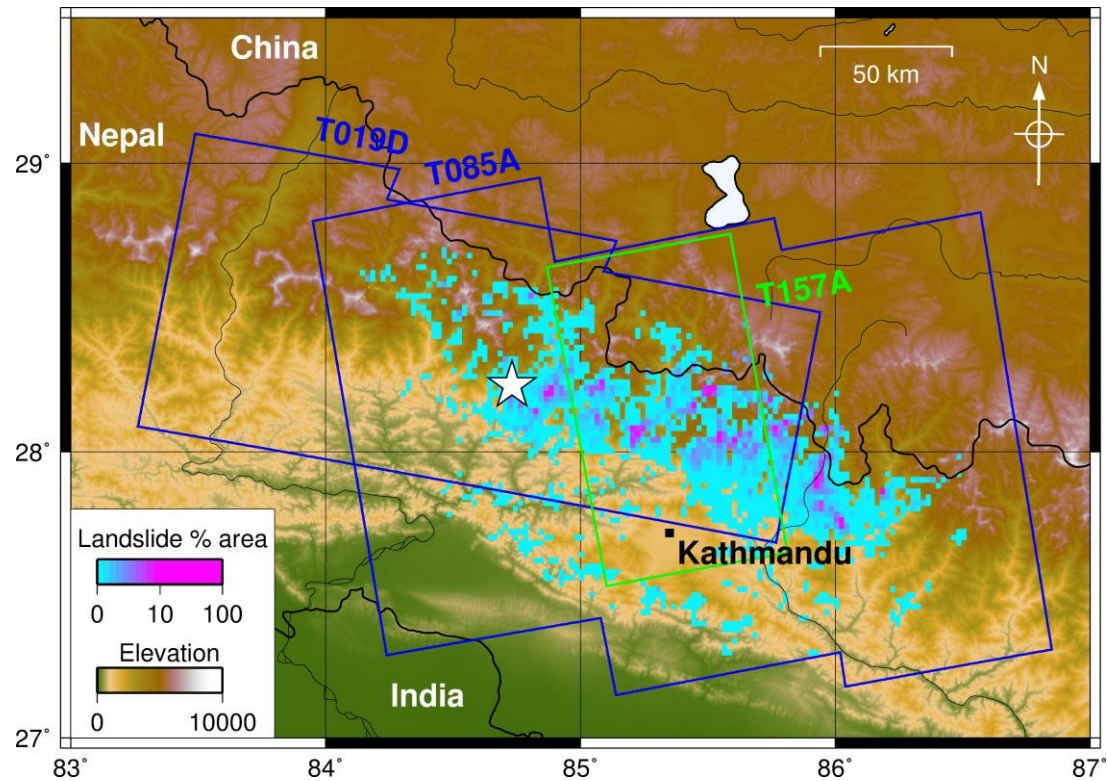 China
50 km
N
Nepal
T019D
T085A
T157A
Kathmandu
India
Landslide % area
0 10 100
Elevation
0 10000
29˚
28˚
27˚
83˚ 84˚ 85˚ 86˚ 87˚